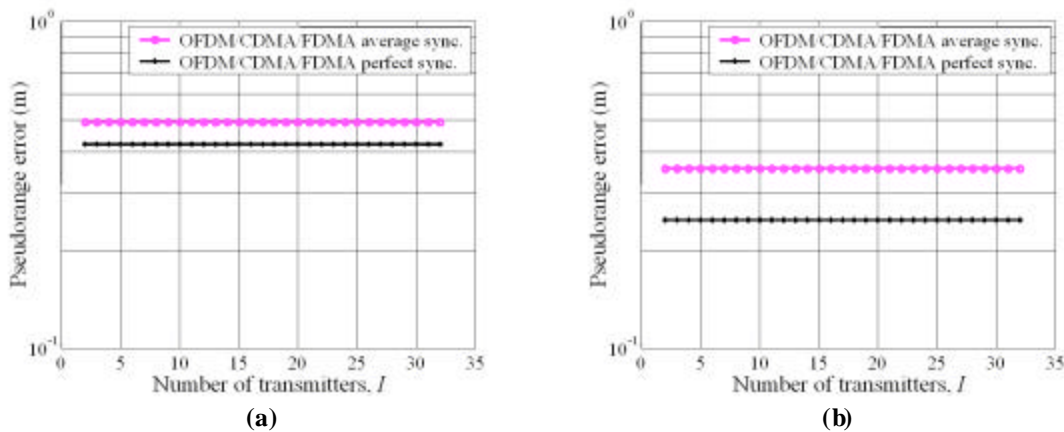 10⁰
OFDM/CDMA/FDMA average sync.
OFDM/CDMA/FDMA perfect sync.
Pseudorange error (m)
10⁻¹
0 5 10 15 20 25 30 35
Number of transmitters, I
(a)
10⁰
OFDM/CDMA/FDMA average sync.
OFDM/CDMA/FDMA perfect sync.
Pseudorange error (m)
10⁻¹
0 5 10 15 20 25 30 35
Number of transmitters, I
(b)